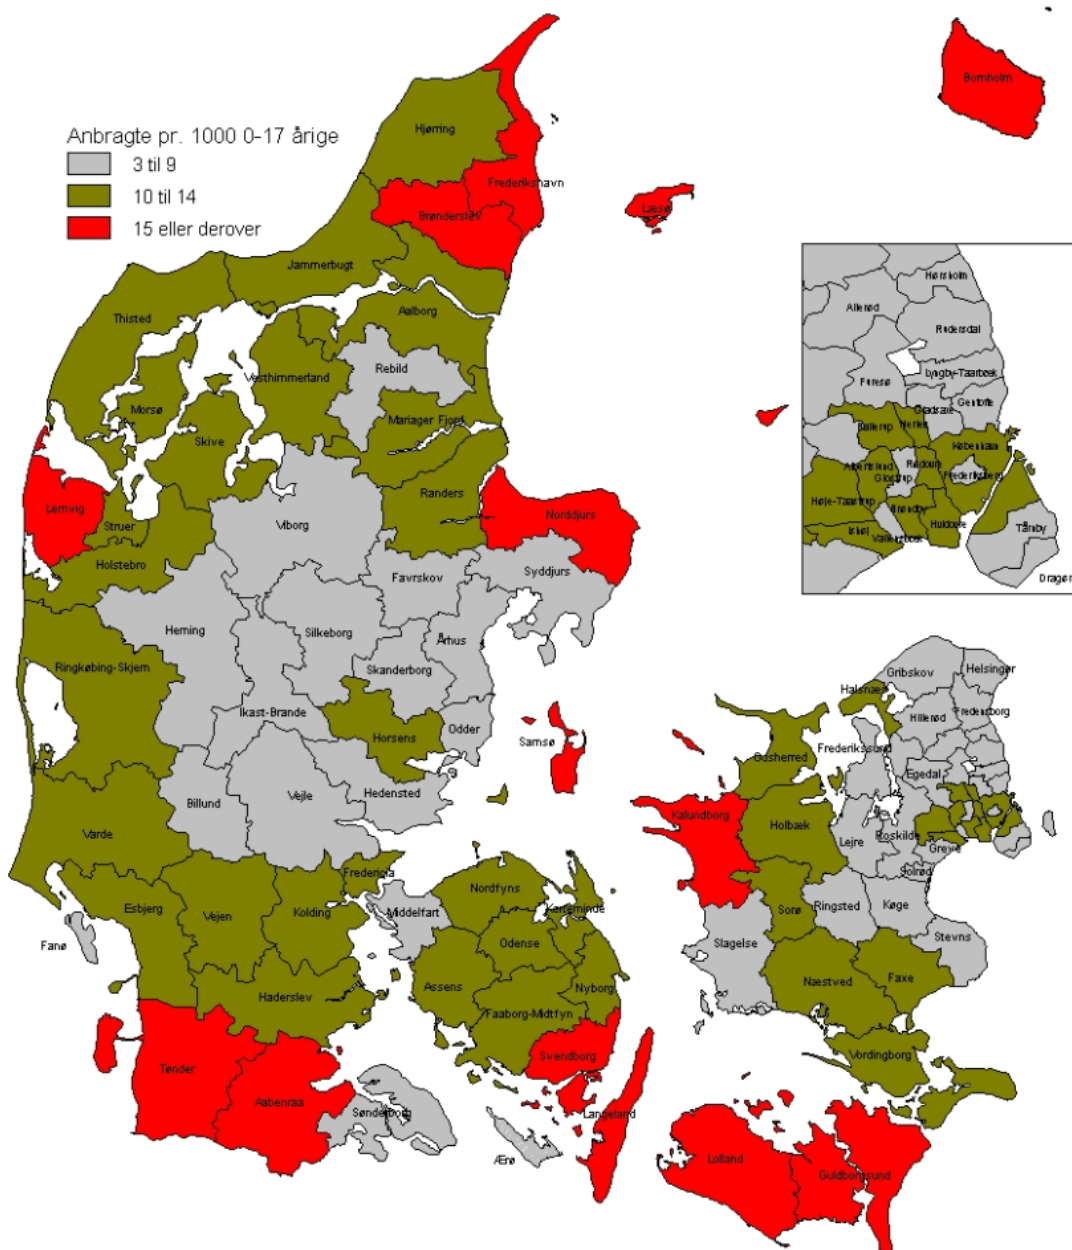 Bornholm
Hjørring
Anbragte pr. 1000 0-17 årige
3 til 9
10 til 14
15 eller derover
Frederikshavn
Brønderslev
Læsø
Jammerbugt
Thisted
Aalborg
Rebild
Vesthimmerland
Morsø
Mariager Fjord
Skive
Randers
Lemvig
Norddjurs
Struer
Viborg
Holstebro
Favrskov
Syddjurs
Herning
Silkeborg
Århus
Skanderborg
Ringkøbing-Skjern
Ikast-Brande
Horsens
Odder
Samsø
Billund
Vejle
Hedensted
Varde
Fredericia
Esbjerg
Vejen
Kolding
Middelfart
Nordfyns
Kerteminde
Fanø
Odense
Assens
Nyborg
Haderslev
Faaborg-Midtfyn
Svendborg
Tønder
Aabenraa
Sønderborg
Langeland
Ærø
Hørsholm
Allerød
Rudersdal
Furesø
Lyngby-Taarbæk
Gentofte
Gladsaxe
Ballerup
Herlev
København
Albertslund
Rødovre
Glostrup
Frederiksberg
Høje-Taastrup
Brøndby
Hvidovre
Ishøj
Vallensbæk
Tårnby
Dragør
Gribskov
Helsingør
Halsnæs
Hillerød
Fredensborg
Odsherred
Frederikssund
Egedal
Kalundborg
Holbæk
Lejre
Roskilde
Greve
Solrød
Sorø
Ringsted
Køge
Slagelse
Stevns
Næstved
Faxe
Vordingborg
Lolland
Guldborgsund